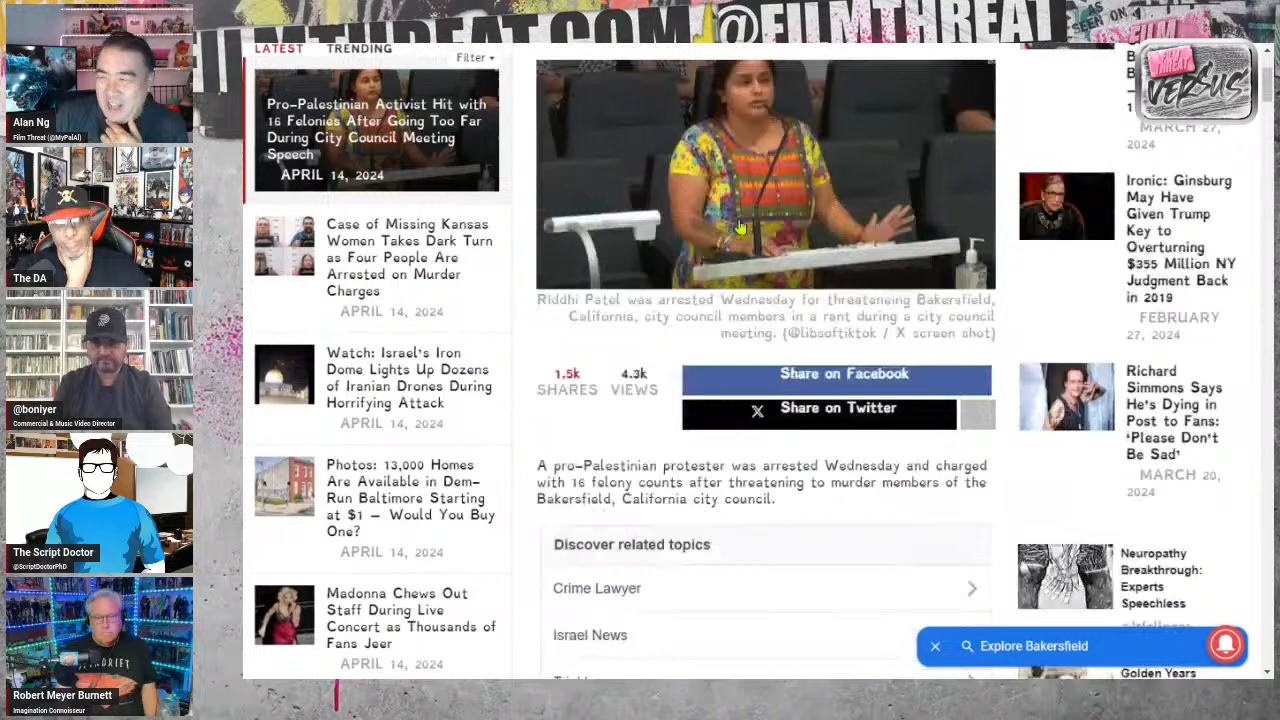 FILMTHREAT.COM @FILMTHREAT
AS
SEEN ON
FILM
FILM THREAT
VERSUS
Alan Ng
Film Threat (@MyPalAl)
The DA
@boniyer
Commercial & Music Video Director
The Script Doctor
@ScriptDoctorPhD
Robert Meyer Burnett
Imagination Connoisseur
LATEST TRENDING
Filter
Pro-Palestinian Activist Hit with
16 Felonies After Going Too Far
During City Council Meeting
Speech
APRIL 14, 2024
Case of Missing Kansas
Women Takes Dark Turn
as Four People Are
Arrested on Murder
Charges
APRIL 14, 2024
Watch: Israel's Iron
Dome Lights Up Dozens
of Iranian Drones During
Horrifying Attack
APRIL 14, 2024
Photos: 13,000 Homes
Are Available in Dem-
Run Baltimore Starting
at $1 — Would You Buy
One?
APRIL 14, 2024
Madonna Chews Out
Staff During Live
Concert as Thousands of
Fans Jeer
APRIL 14, 2024
Riddhi Patel was arrested Wednesday for threatening Bakersfield,
California, city council members in a rant during a city council
meeting. (@libsoftiktok / X screen shot)
1.5k 4.3k
SHARES VIEWS
Share on Facebook
X Share on Twitter
A pro-Palestinian protester was arrested Wednesday and charged
with 16 felony counts after threatening to murder members of the
Bakersfield, California city council.
Discover related topics
Crime Lawyer
Israel News
MARCH 27,
2024
Ironic: Ginsburg
May Have
Given Trump
Key to
Overturning
$355 Million NY
Judgment Back
in 2019
FEBRUARY
27, 2024
Richard
Simmons Says
He's Dying in
Post to Fans:
'Please Don't
Be Sad'
MARCH 20,
2024
Neuropathy
Breakthrough:
Experts
Speechless
Explore Bakersfield
Golden Years